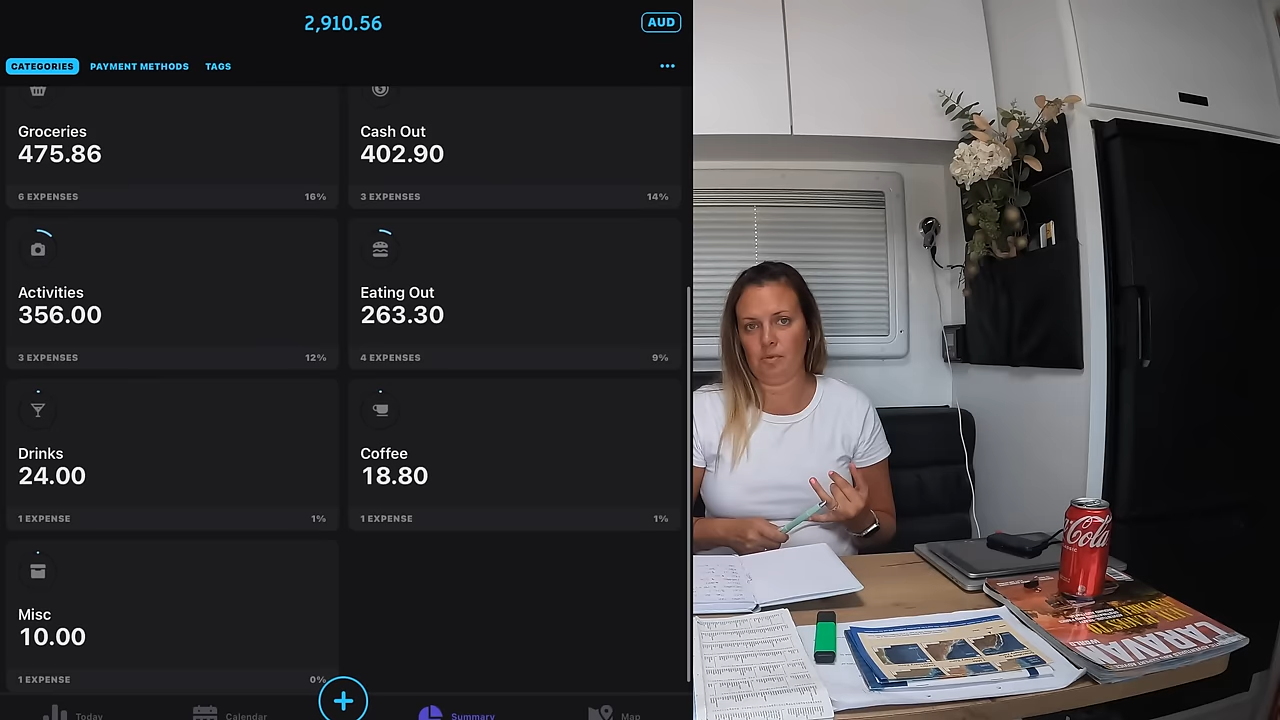 2,910.56
AUD
CATEGORIES PAYMENT METHODS TAGS
Groceries
475.86
6 EXPENSES 16%
Cash Out
402.90
3 EXPENSES 14%
Activities
356.00
3 EXPENSES 12%
Eating Out
263.30
4 EXPENSES 9%
Drinks
24.00
1 EXPENSE 1%
Coffee
18.80
1 EXPENSE 1%
Misc
10.00
1 EXPENSE 0%
Today Calendar Summary Map
Coca-Cola
CLASSIC
CARAVAN
WORLD